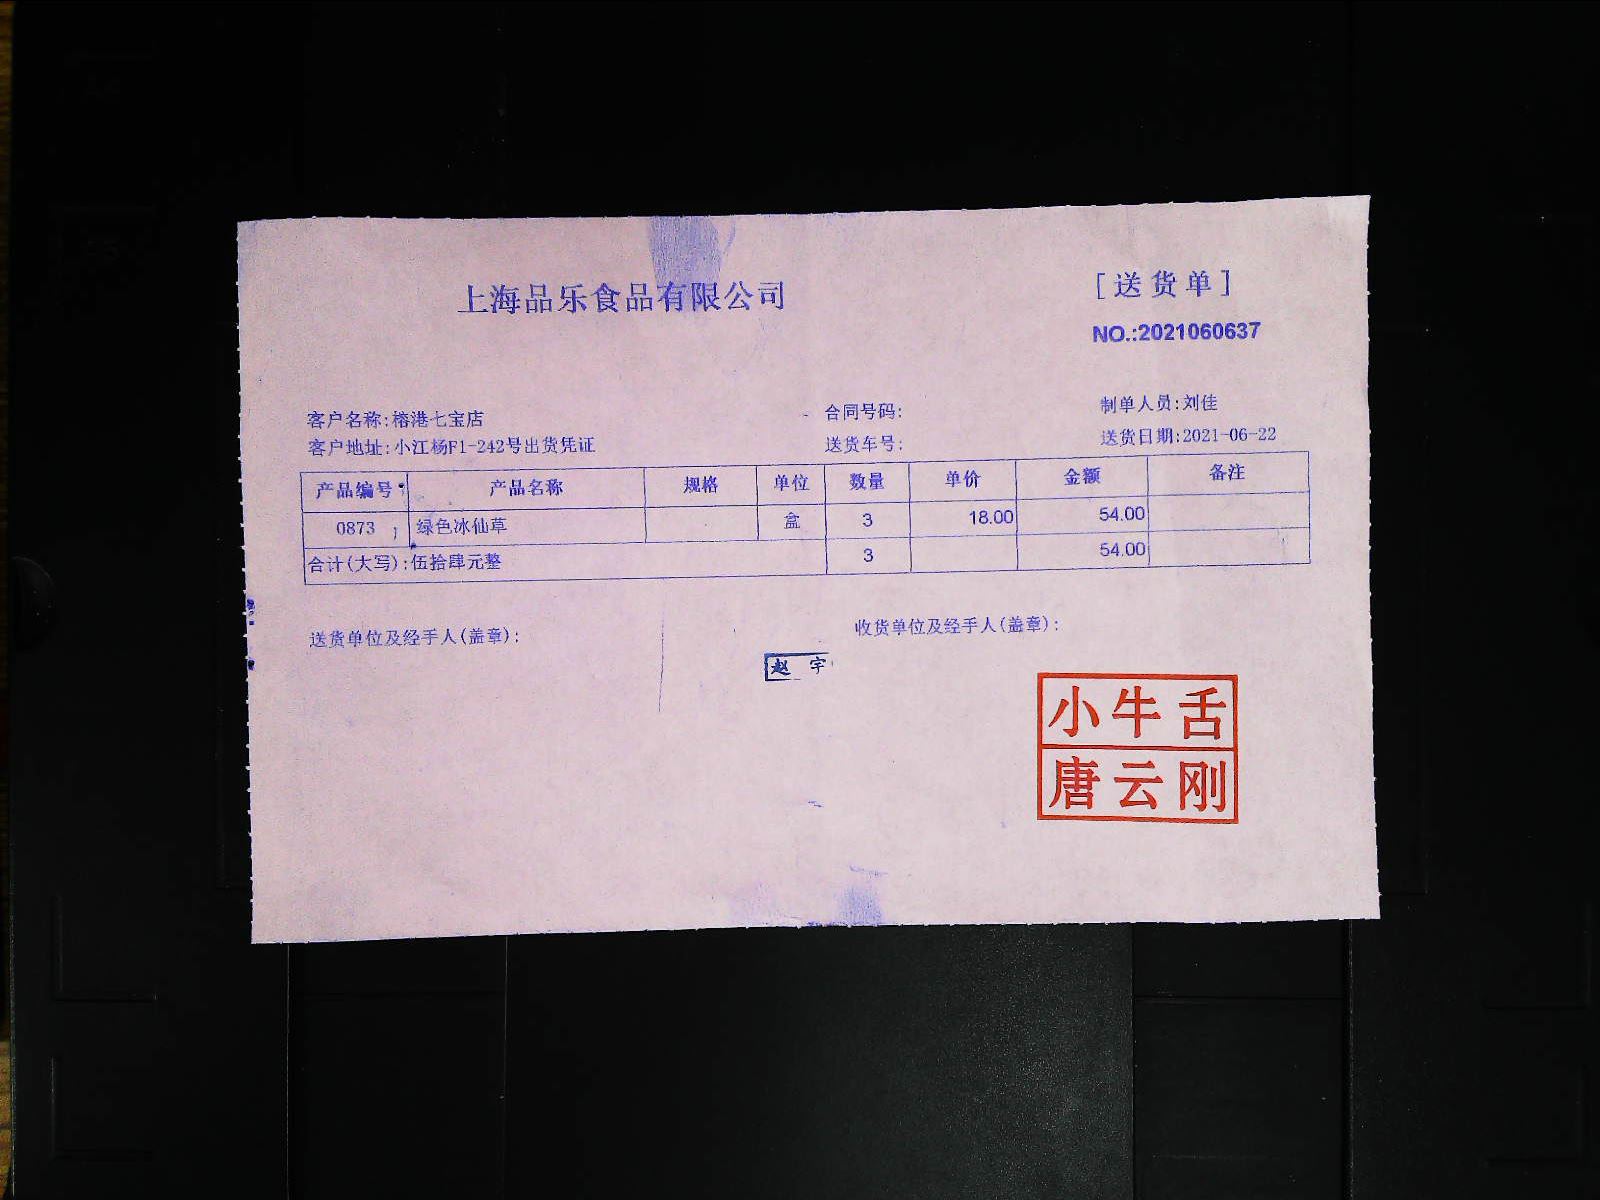 上海品乐食品有限公司
[送货单]
NO.:2021060637
客户名称:榕港七宝店 合同号码: 制单人员:刘佳
客户地址:小江杨F1-242号出货凭证 送货车号: 送货日期:2021-06-22
产品编号 产品名称 规格 单位 数量 单价 金额 备注
0873 绿色冰仙草 盒 3 18.00 54.00
合计(大写):伍拾肆元整 3 54.00
送货单位及经手人(盖章): 收货单位及经手人(盖章):
赵 宇
小牛舌
唐云刚